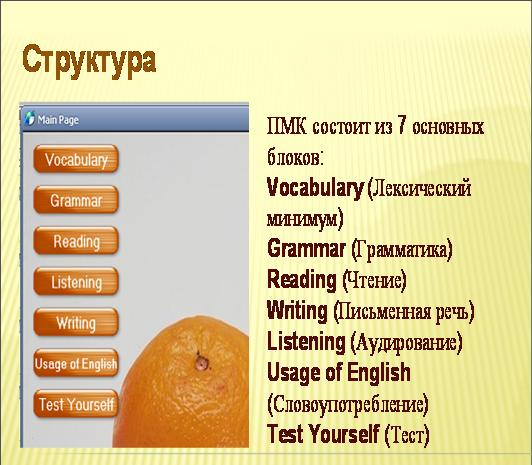 Структура
Main Page
Vocabulary
Grammar
Reading
Listening
Writing
Usage of English
Test Yourself
ПМК состоит из 7 основных
блоков:
Vocabulary (Лексический
минимум)
Grammar (Грамматика)
Reading (Чтение)
Writing (Письменная речь)
Listening (Аудирование)
Usage of English
(Словоупотребление)
Test Yourself (Тест)